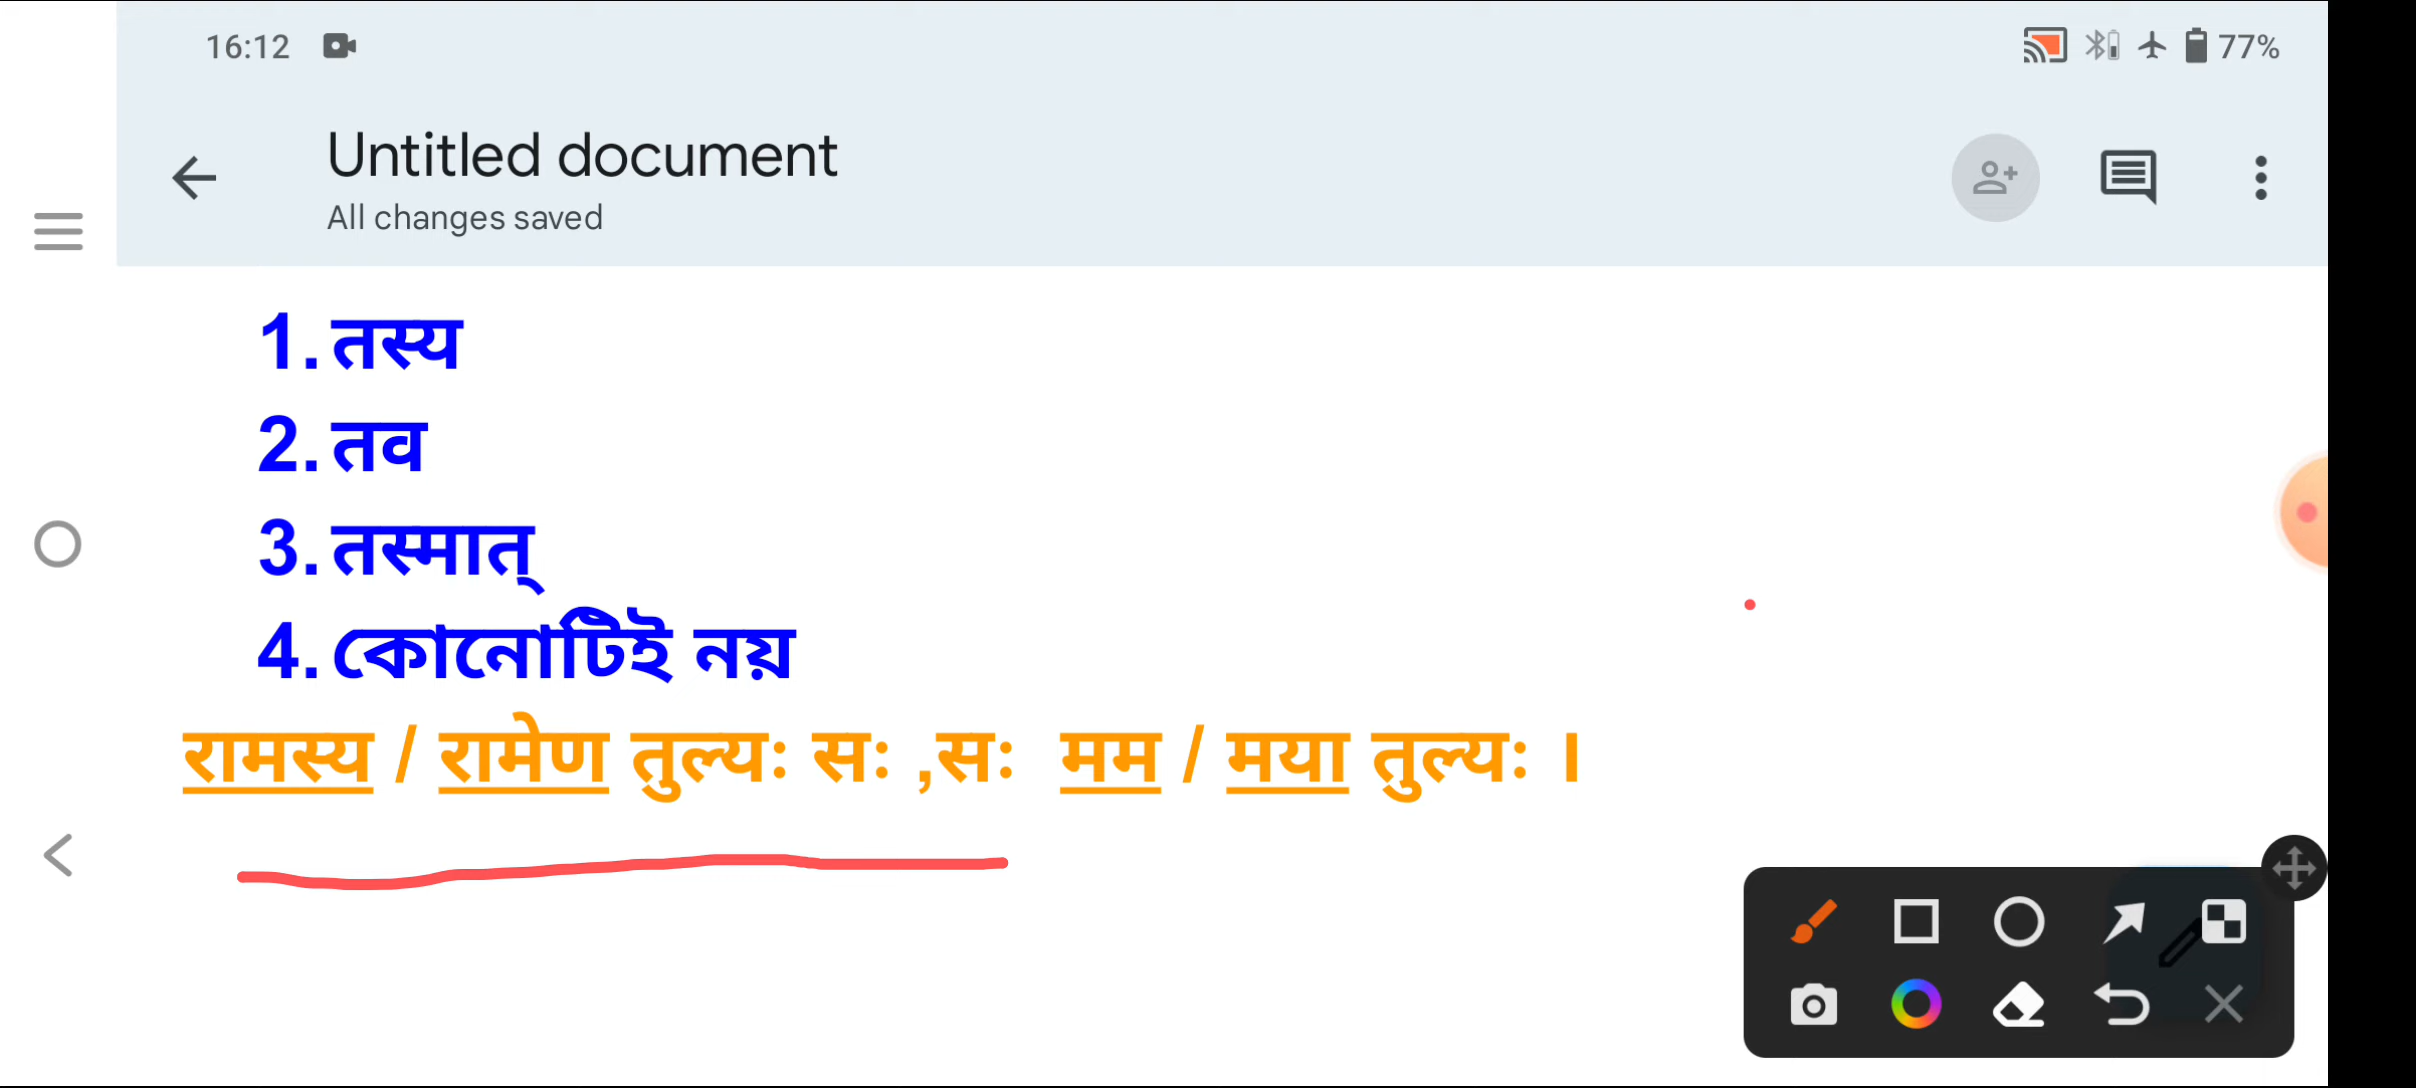 16:12 77%
Untitled document
All changes saved
1. तस्य
2. तव
3. तस्मात्
4. কোনোটিই নয়
रामस्य / रामेण तुल्यः सः ,सः मम / मया तुल्यः ।